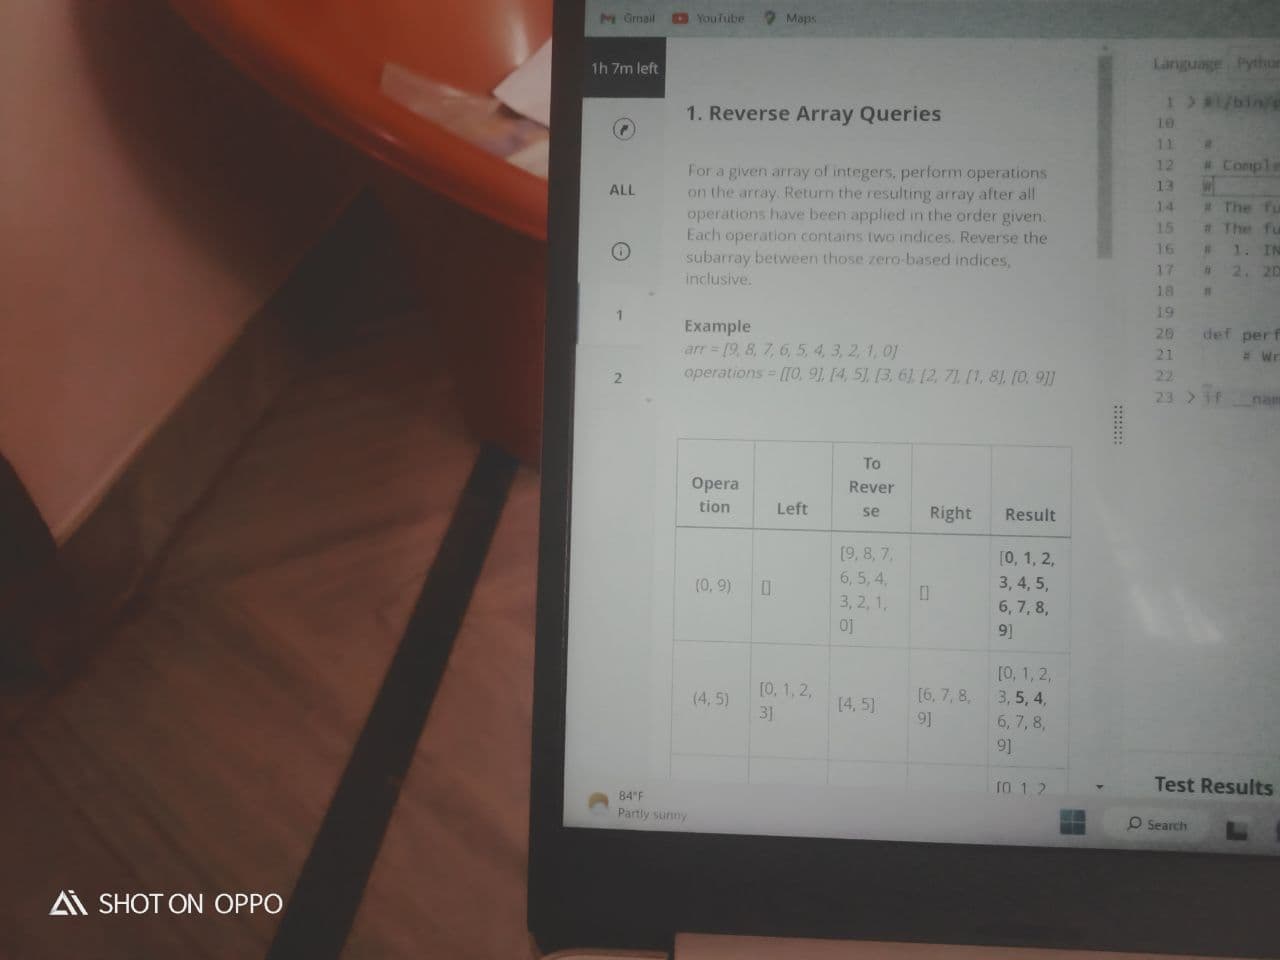 Gmail YouTube Maps
1h 7m left
ALL
1
2
1. Reverse Array Queries
For a given array of integers, perform operations
on the array. Return the resulting array after all
operations have been applied in the order given.
Each operation contains two indices. Reverse the
subarray between those zero-based indices,
inclusive.
Example
arr = [9, 8, 7, 6, 5, 4, 3, 2, 1, 0]
operations = [[0, 9], [4, 5], [3, 6], [2, 7], [1, 8], [0, 9]]
Opera
tion
Left
To
Rever
se
Right
Result
(0, 9)
[]
[9, 8, 7,
6, 5, 4,
3, 2, 1,
0]
[]
[0, 1, 2,
3, 4, 5,
6, 7, 8,
9]
(4, 5)
[0, 1, 2,
3]
[4, 5]
[6, 7, 8,
9]
[0, 1, 2,
3, 5, 4,
6, 7, 8,
9]
[0, 1, 2
Language
1 > #!/bin/
10
11 #
12 # Comple
13 #
14 # The fu
15 # The fu
16 # 1. IN
17 # 2. 2D
18 #
19
20 def perf
21 # Wr
22
23 > if __nam
Test Results
84°F
Partly sunny
Search
SHOT ON OPPO